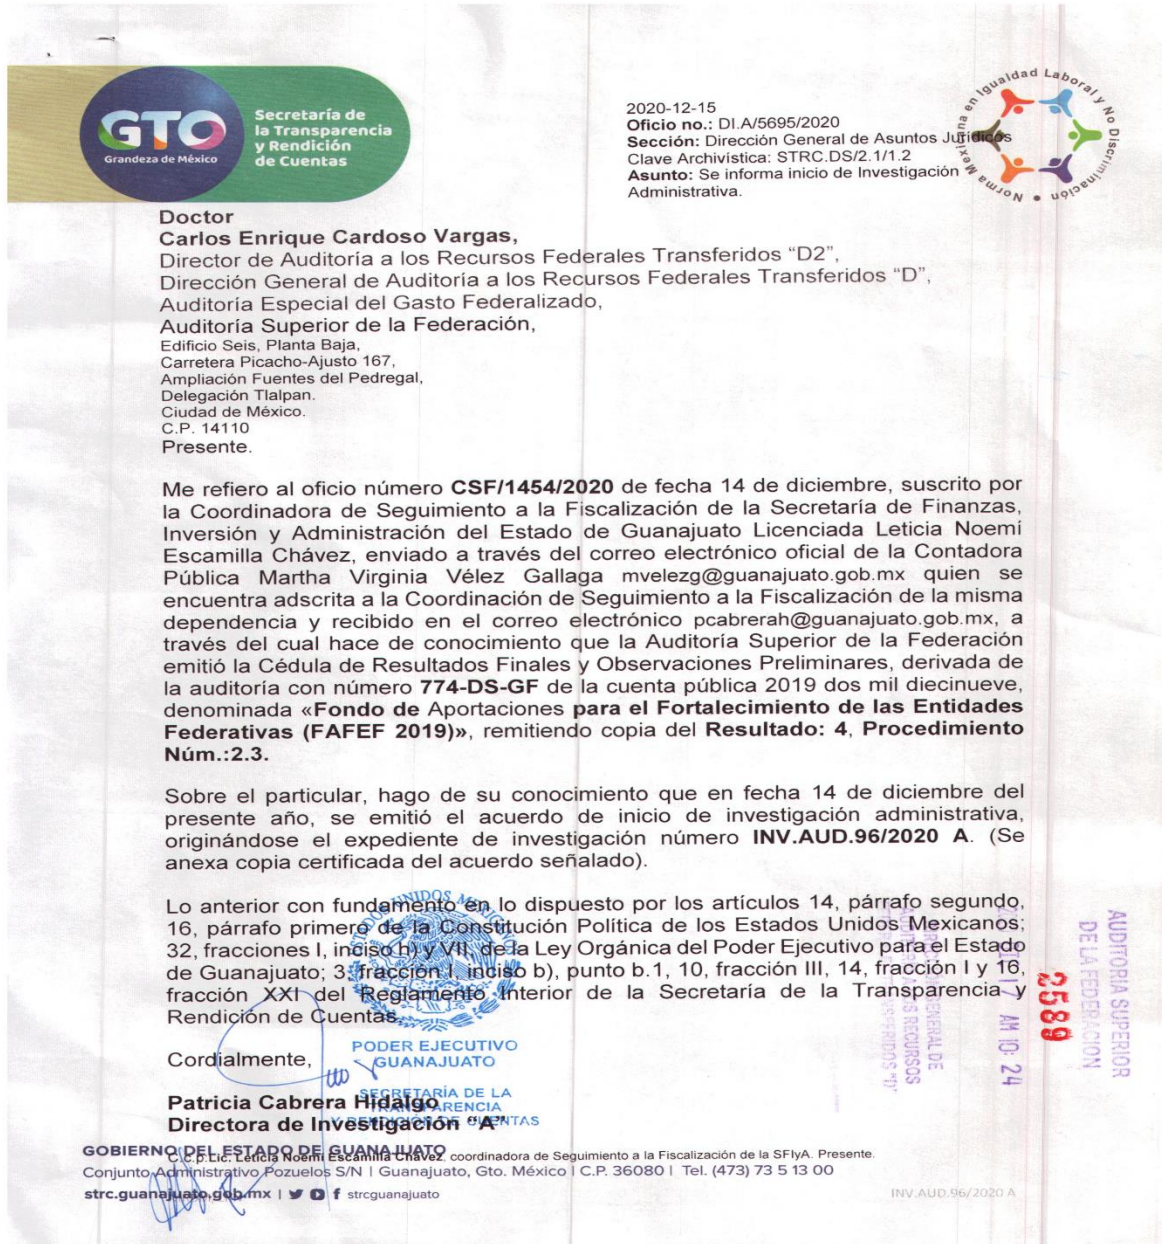 GTO
Grandeza de México
Secretaría de
la Transparencia
y Rendición
de Cuentas
2020-12-15
Oficio no.: DI.A/5695/2020
Sección: Dirección General de Asuntos Jurídicos
Clave Archivística: STRC.DS/2.1/1.2
Asunto: Se informa inicio de Investigación
Administrativa.
Norma Mexicana en Igualdad Laboral y No Discriminación
Doctor
Carlos Enrique Cardoso Vargas,
Director de Auditoría a los Recursos Federales Transferidos “D2”,
Dirección General de Auditoría a los Recursos Federales Transferidos “D”,
Auditoría Especial del Gasto Federalizado,
Auditoría Superior de la Federación,
Edificio Seis, Planta Baja,
Carretera Picacho-Ajusto 167,
Ampliación Fuentes del Pedregal,
Delegación Tlalpan.
Ciudad de México.
C.P. 14110
Presente.
Me refiero al oficio número CSF/1454/2020 de fecha 14 de diciembre, suscrito por
la Coordinadora de Seguimiento a la Fiscalización de la Secretaría de Finanzas,
Inversión y Administración del Estado de Guanajuato Licenciada Leticia Noemí
Escamilla Chávez, enviado a través del correo electrónico oficial de la Contadora
Pública Martha Virginia Vélez Gallaga mvelezg@guanajuato.gob.mx quien se
encuentra adscrita a la Coordinación de Seguimiento a la Fiscalización de la misma
dependencia y recibido en el correo electrónico pcabrerah@guanajuato.gob.mx, a
través del cual hace de conocimiento que la Auditoría Superior de la Federación
emitió la Cédula de Resultados Finales y Observaciones Preliminares, derivada de
la auditoría con número 774-DS-GF de la cuenta pública 2019 dos mil diecinueve,
denominada «Fondo de Aportaciones para el Fortalecimiento de las Entidades
Federativas (FAFEF 2019)», remitiendo copia del Resultado: 4, Procedimiento
Núm.:2.3.
Sobre el particular, hago de su conocimiento que en fecha 14 de diciembre del
presente año, se emitió el acuerdo de inicio de investigación administrativa,
originándose el expediente de investigación número INV.AUD.96/2020 A. (Se
anexa copia certificada del acuerdo señalado).
Lo anterior con fundamento en lo dispuesto por los artículos 14, párrafo segundo,
16, párrafo primero de la Constitución Política de los Estados Unidos Mexicanos;
32, fracciones I, inciso h) y VII, de la Ley Orgánica del Poder Ejecutivo para el Estado
de Guanajuato; 3, fracción I, inciso b), punto b.1, 10, fracción III, 14, fracción I y 16,
fracción XXI del Reglamento Interior de la Secretaría de la Transparencia y
Rendición de Cuentas.
ESTADOS UNIDOS MEXICANOS
PODER EJECUTIVO
GUANAJUATO
SECRETARÍA DE LA
TRANSPARENCIA
Y RENDICIÓN DE CUENTAS
Cordialmente,
Patricia Cabrera Hidalgo
Directora de Investigación “A”
AUDITORIA SUPERIOR
DE LA FEDERACION
2589
17 AM 10: 24
C.c.p. Lic. Leticia Noemí Escamilla Chávez, coordinadora de Seguimiento a la Fiscalización de la SFIyA. Presente.
GOBIERNO DEL ESTADO DE GUANAJUATO
Conjunto Administrativo Pozuelos S/N | Guanajuato, Gto. México | C.P. 36080 | Tel. (473) 73 5 13 00
strc.guanajuato.gob.mx | strcguanajuato
INV.AUD.96/2020 A